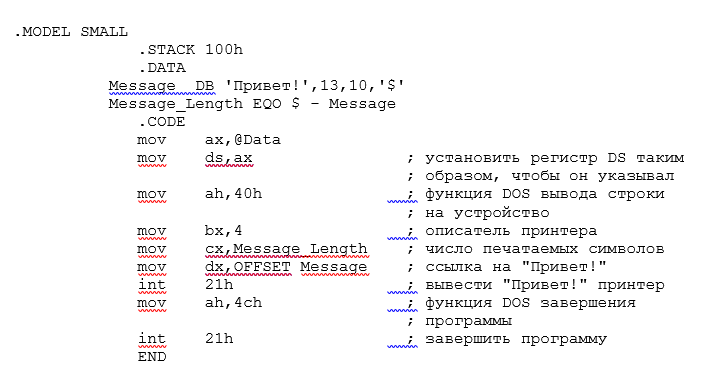 .MODEL SMALL
.STACK 100h
.DATA
Message DB 'Привет!',13,10,'$'
Message_Length EQO $ – Message
.CODE
mov ax,@Data
mov ds,ax ; установить регистр DS таким
; образом, чтобы он указывал
mov ah,40h ; функция DOS вывода строки
; на устройство
mov bx,4 ; описатель принтера
mov cx,Message_Length ; число печатаемых символов
mov dx,OFFSET Message ; ссылка на "Привет!"
int 21h ; вывести "Привет!" принтер
mov ah,4ch ; функция DOS завершения
; программы
int 21h ; завершить программу
END